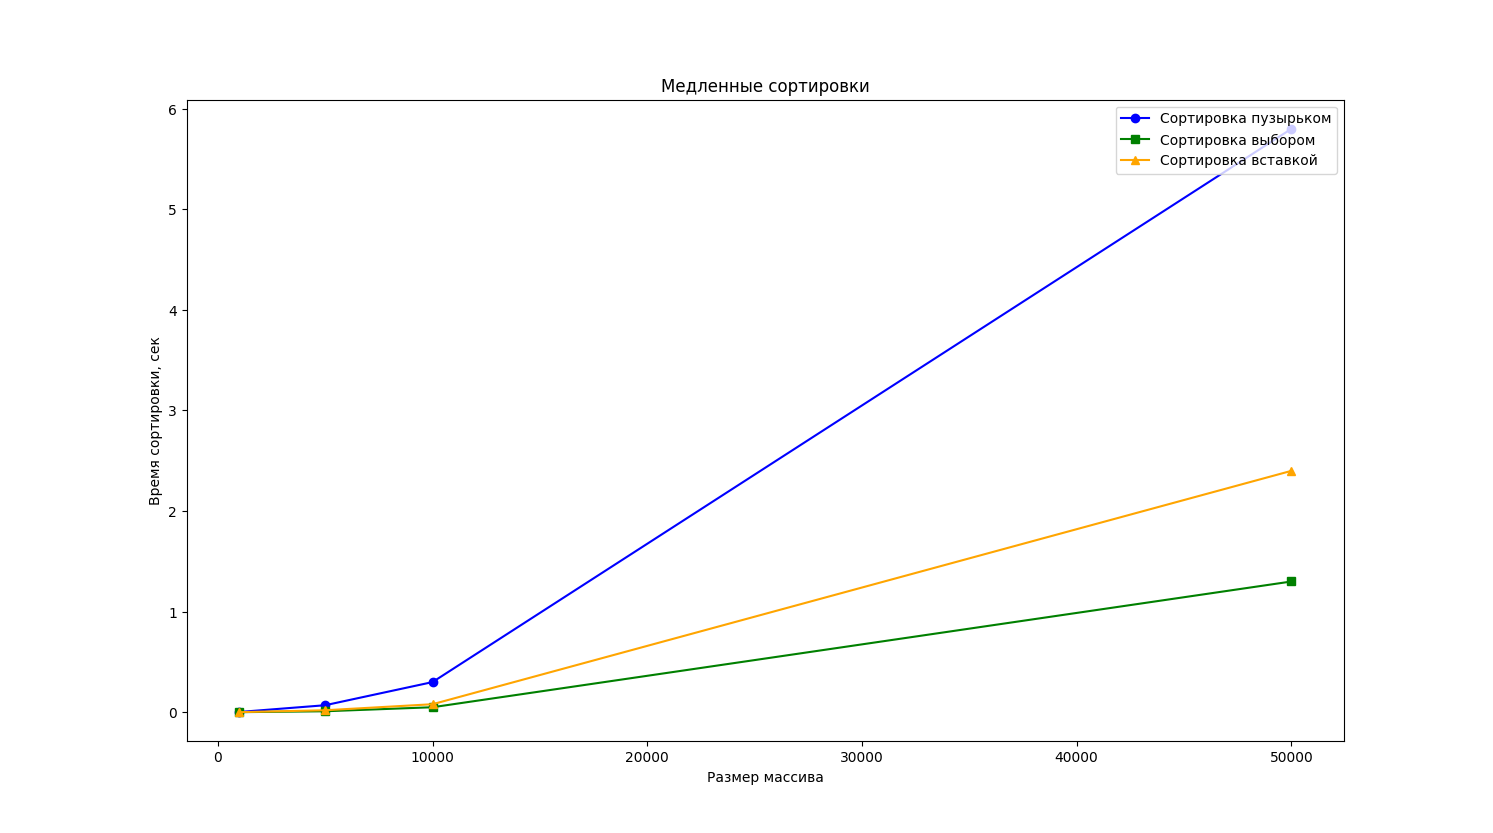 Медленные сортировки
Сортировка пузырьком
Сортировка выбором
Сортировка вставкой
Время сортировки, сек
6
5
4
3
2
1
0
0 10000 20000 30000 40000 50000
Размер массива